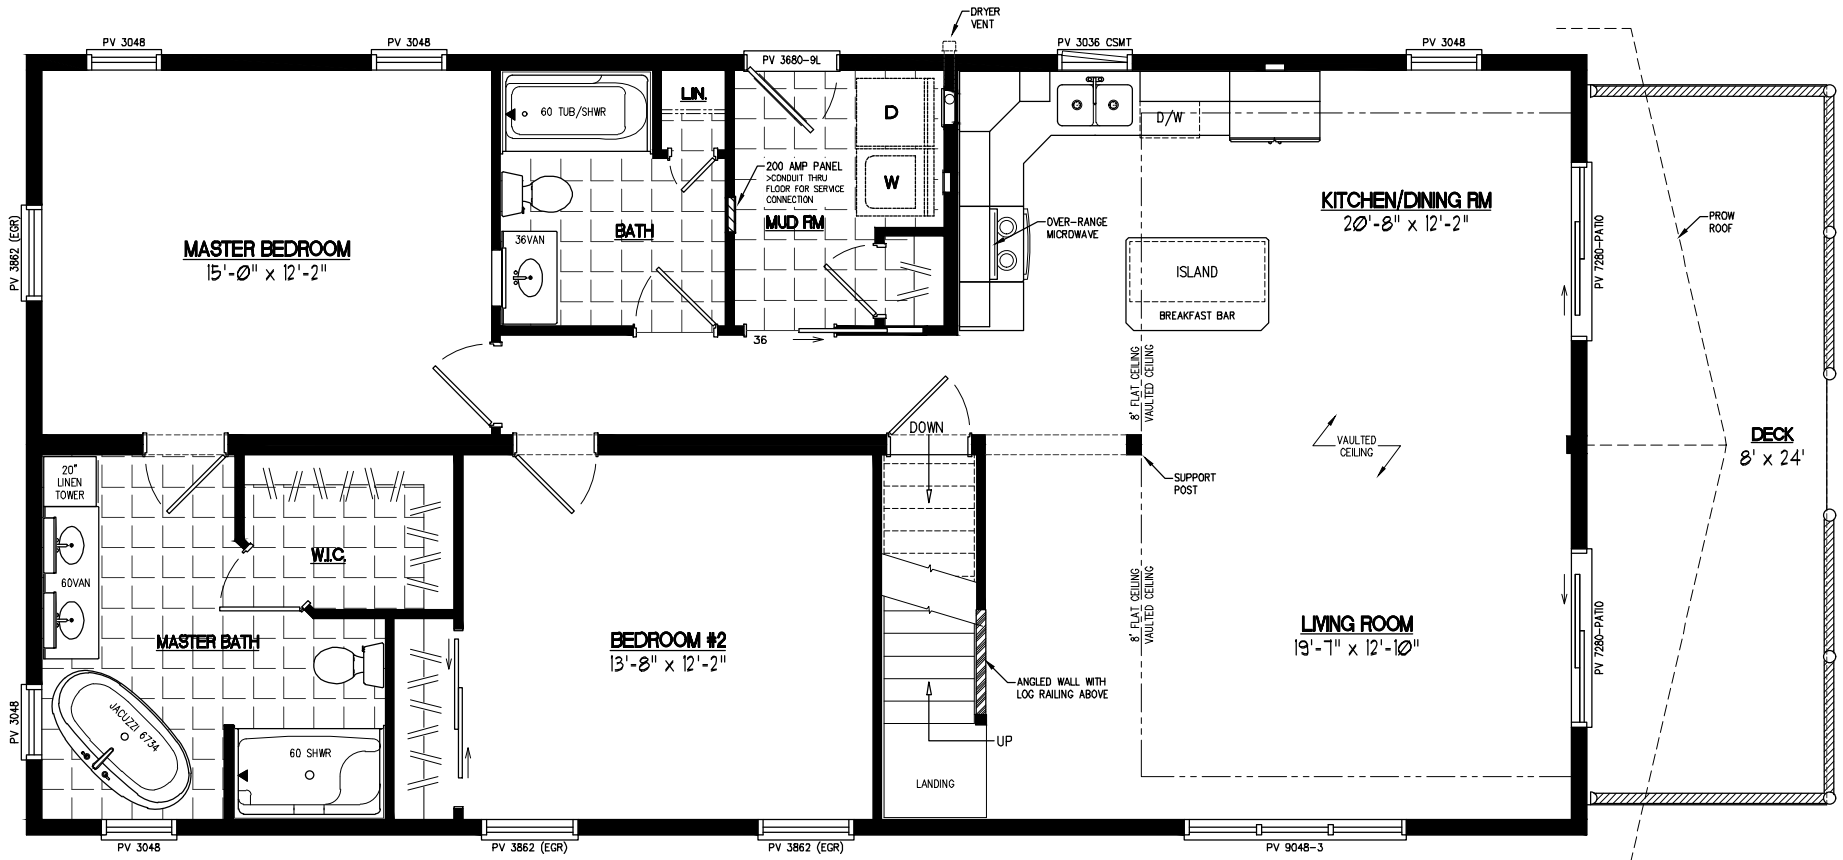 DRYER
VENT
PV 3048
PV 3048
PV 3680-9L
PV 3036 CSMT
PV 3048
LIN.
60 TUB/SHWR
D
D/W
200 AMP PANEL
>CONDUIT THRU
FLOOR FOR SERVICE
CONNECTION
W
MUD RM
BATH
36VAN
OVER-RANGE
MICROWAVE
KITCHEN/DINING RM
20'-8" x 12'-2"
PROW
ROOF
PV 3862 (EGR)
MASTER BEDROOM
15'-0" x 12'-2"
ISLAND
BREAKFAST BAR
PV 7280-PATIO
36
8' FLAT CEILING
VAULTED CEILING
DOWN
VAULTED
CEILING
DECK
8' x 24'
SUPPORT
POST
20"
LINEN
TOWER
W.I.C.
60VAN
MASTER BATH
BEDROOM #2
13'-8" x 12'-2"
8' FLAT CEILING
VAULTED CEILING
LIVING ROOM
19'-7" x 12'-10"
PV 7280-PATIO
ANGLED WALL WITH
LOG RAILING ABOVE
PV 3048
JACUZZI 6734
60 SHWR
UP
LANDING
PV 3048
PV 3862 (EGR)
PV 3862 (EGR)
PV 9048-3